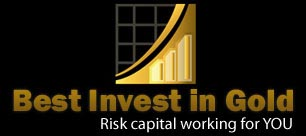 Best Invest in Gold
Risk capital working for YOU